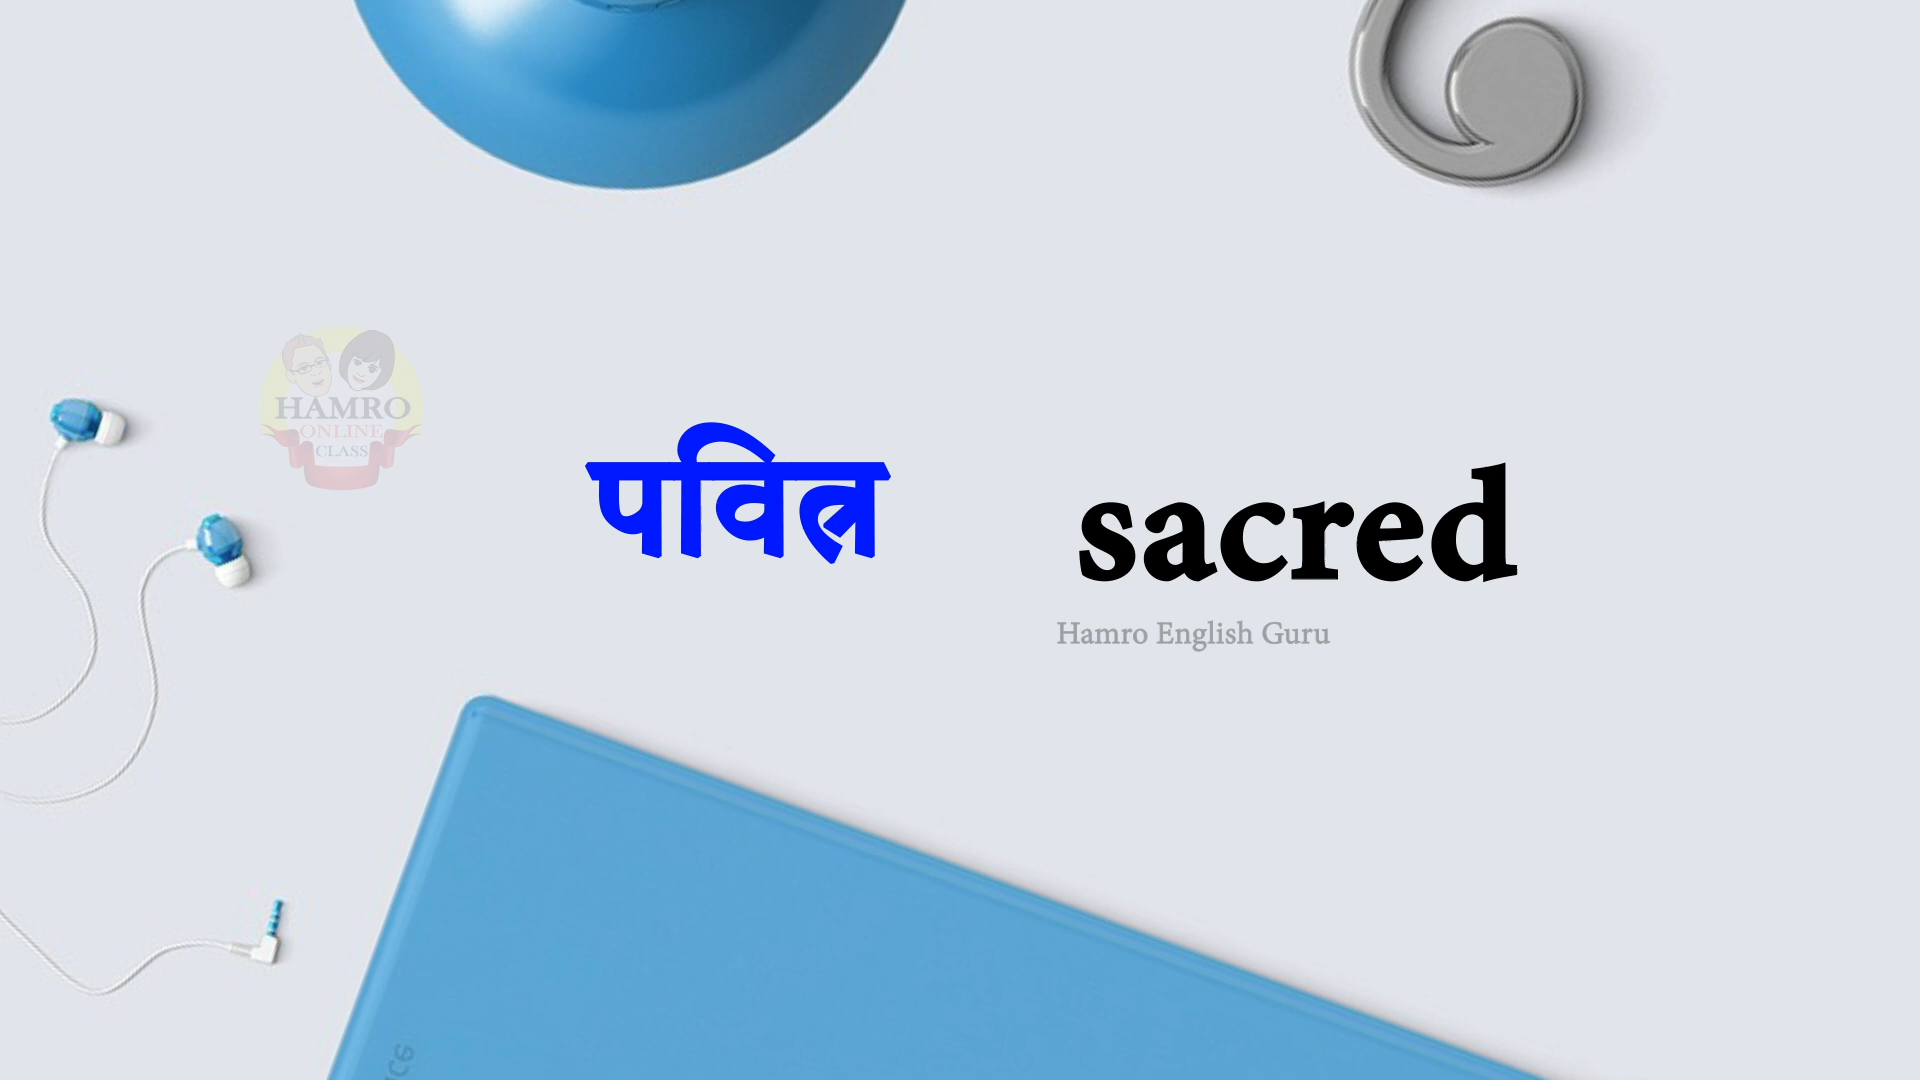 HAMRO
ONLINE
CLASS
पवित्र sacred
Hamro English Guru